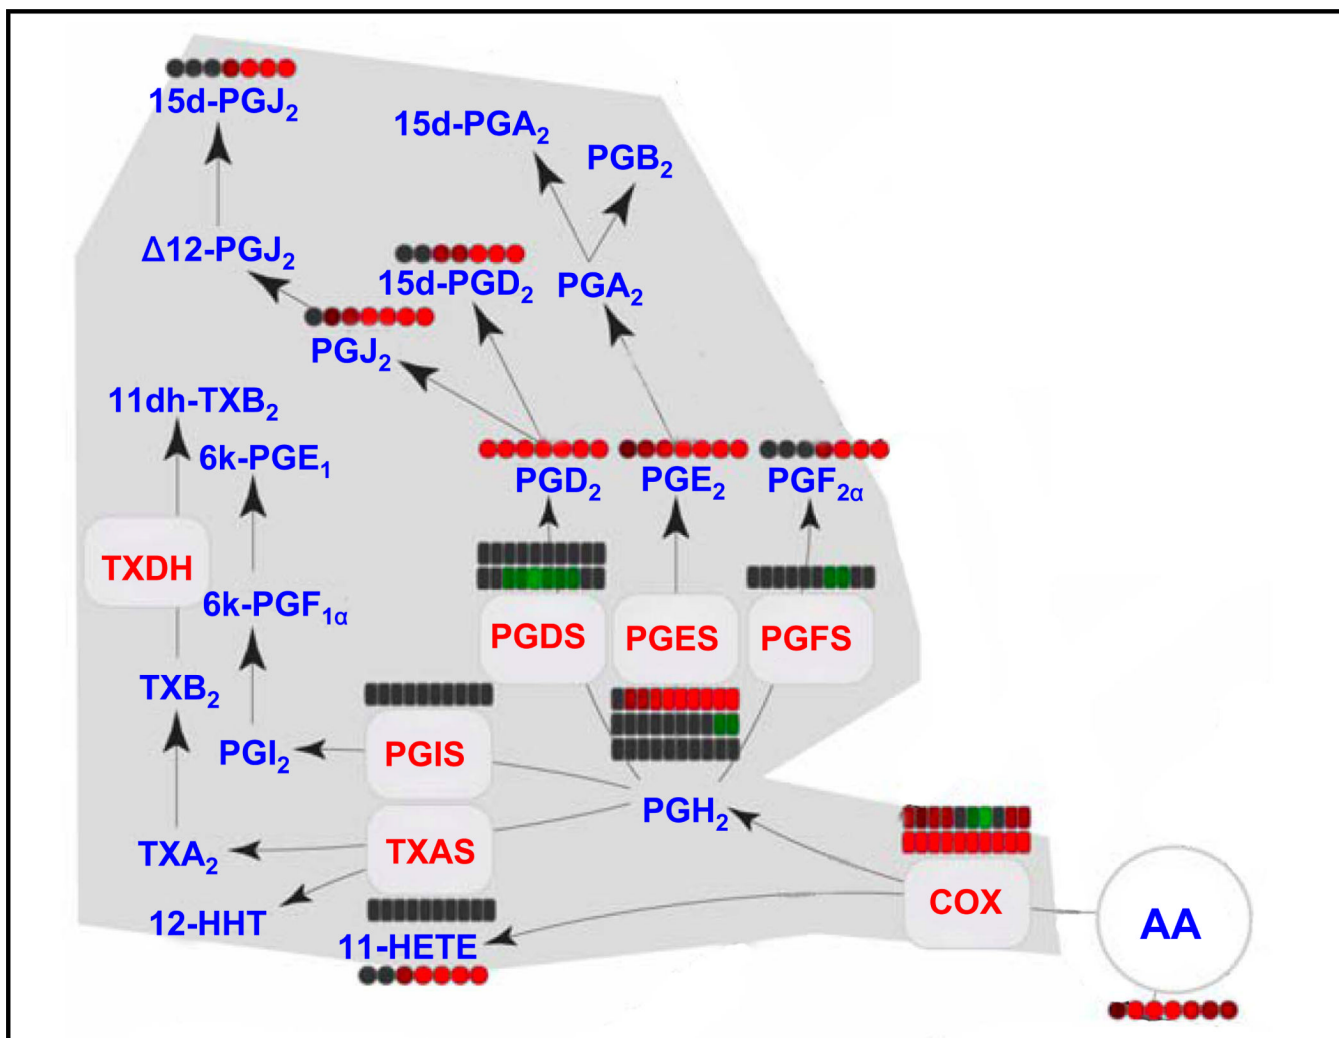 15d-PGJ₂
15d-PGA₂
PGB₂
Δ12-PGJ₂
15d-PGD₂
PGA₂
PGJ₂
11dh-TXB₂
6k-PGE₁
PGD₂
PGE₂
PGF₂α
TXDH
6k-PGF₁α
PGDS
PGES
PGFS
TXB₂
PGI₂
PGIS
PGH₂
TXA₂
TXAS
COX
12-HHT
11-HETE
AA